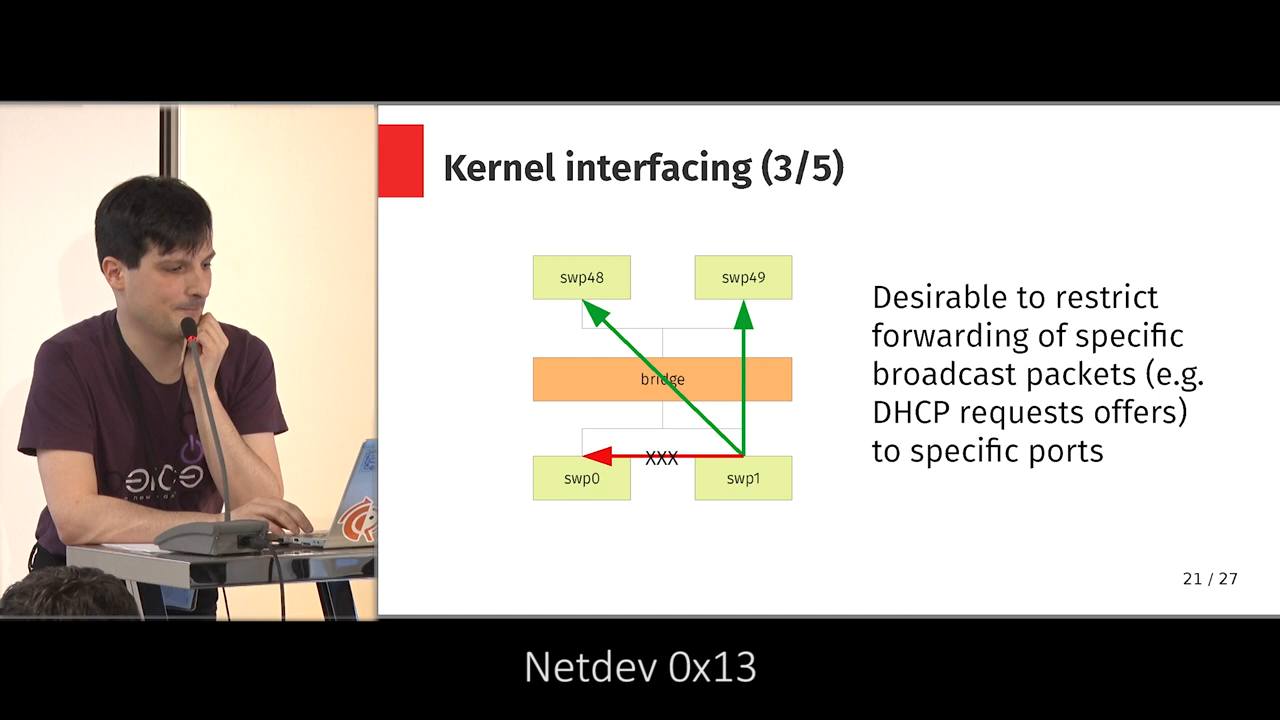 Kernel interfacing (3/5)
swp48
swp49
bridge
XXX
swp0
swp1
Desirable to restrict
forwarding of specific
broadcast packets (e.g.
DHCP requests offers)
to specific ports
21 / 27
Netdev 0x13